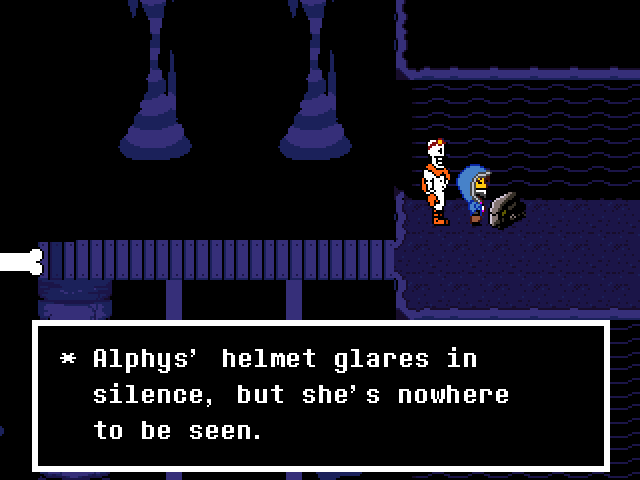 * Alphys’ helmet glares in
silence, but she’s nowhere
to be seen.